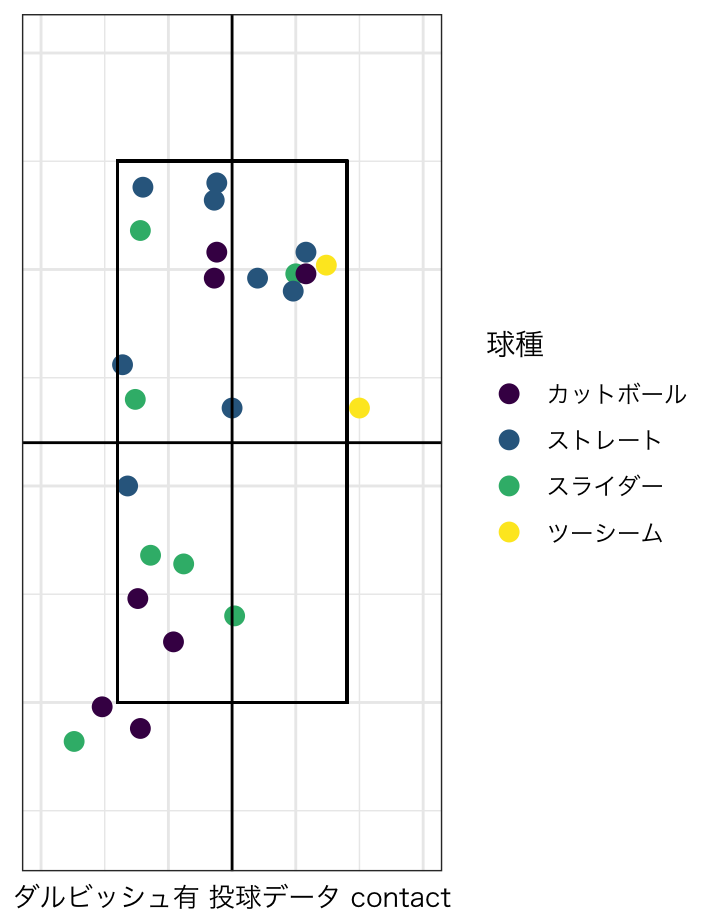 球種
カットボール
ストレート
スライダー
ツーシーム
ダルビッシュ有 投球データ contact